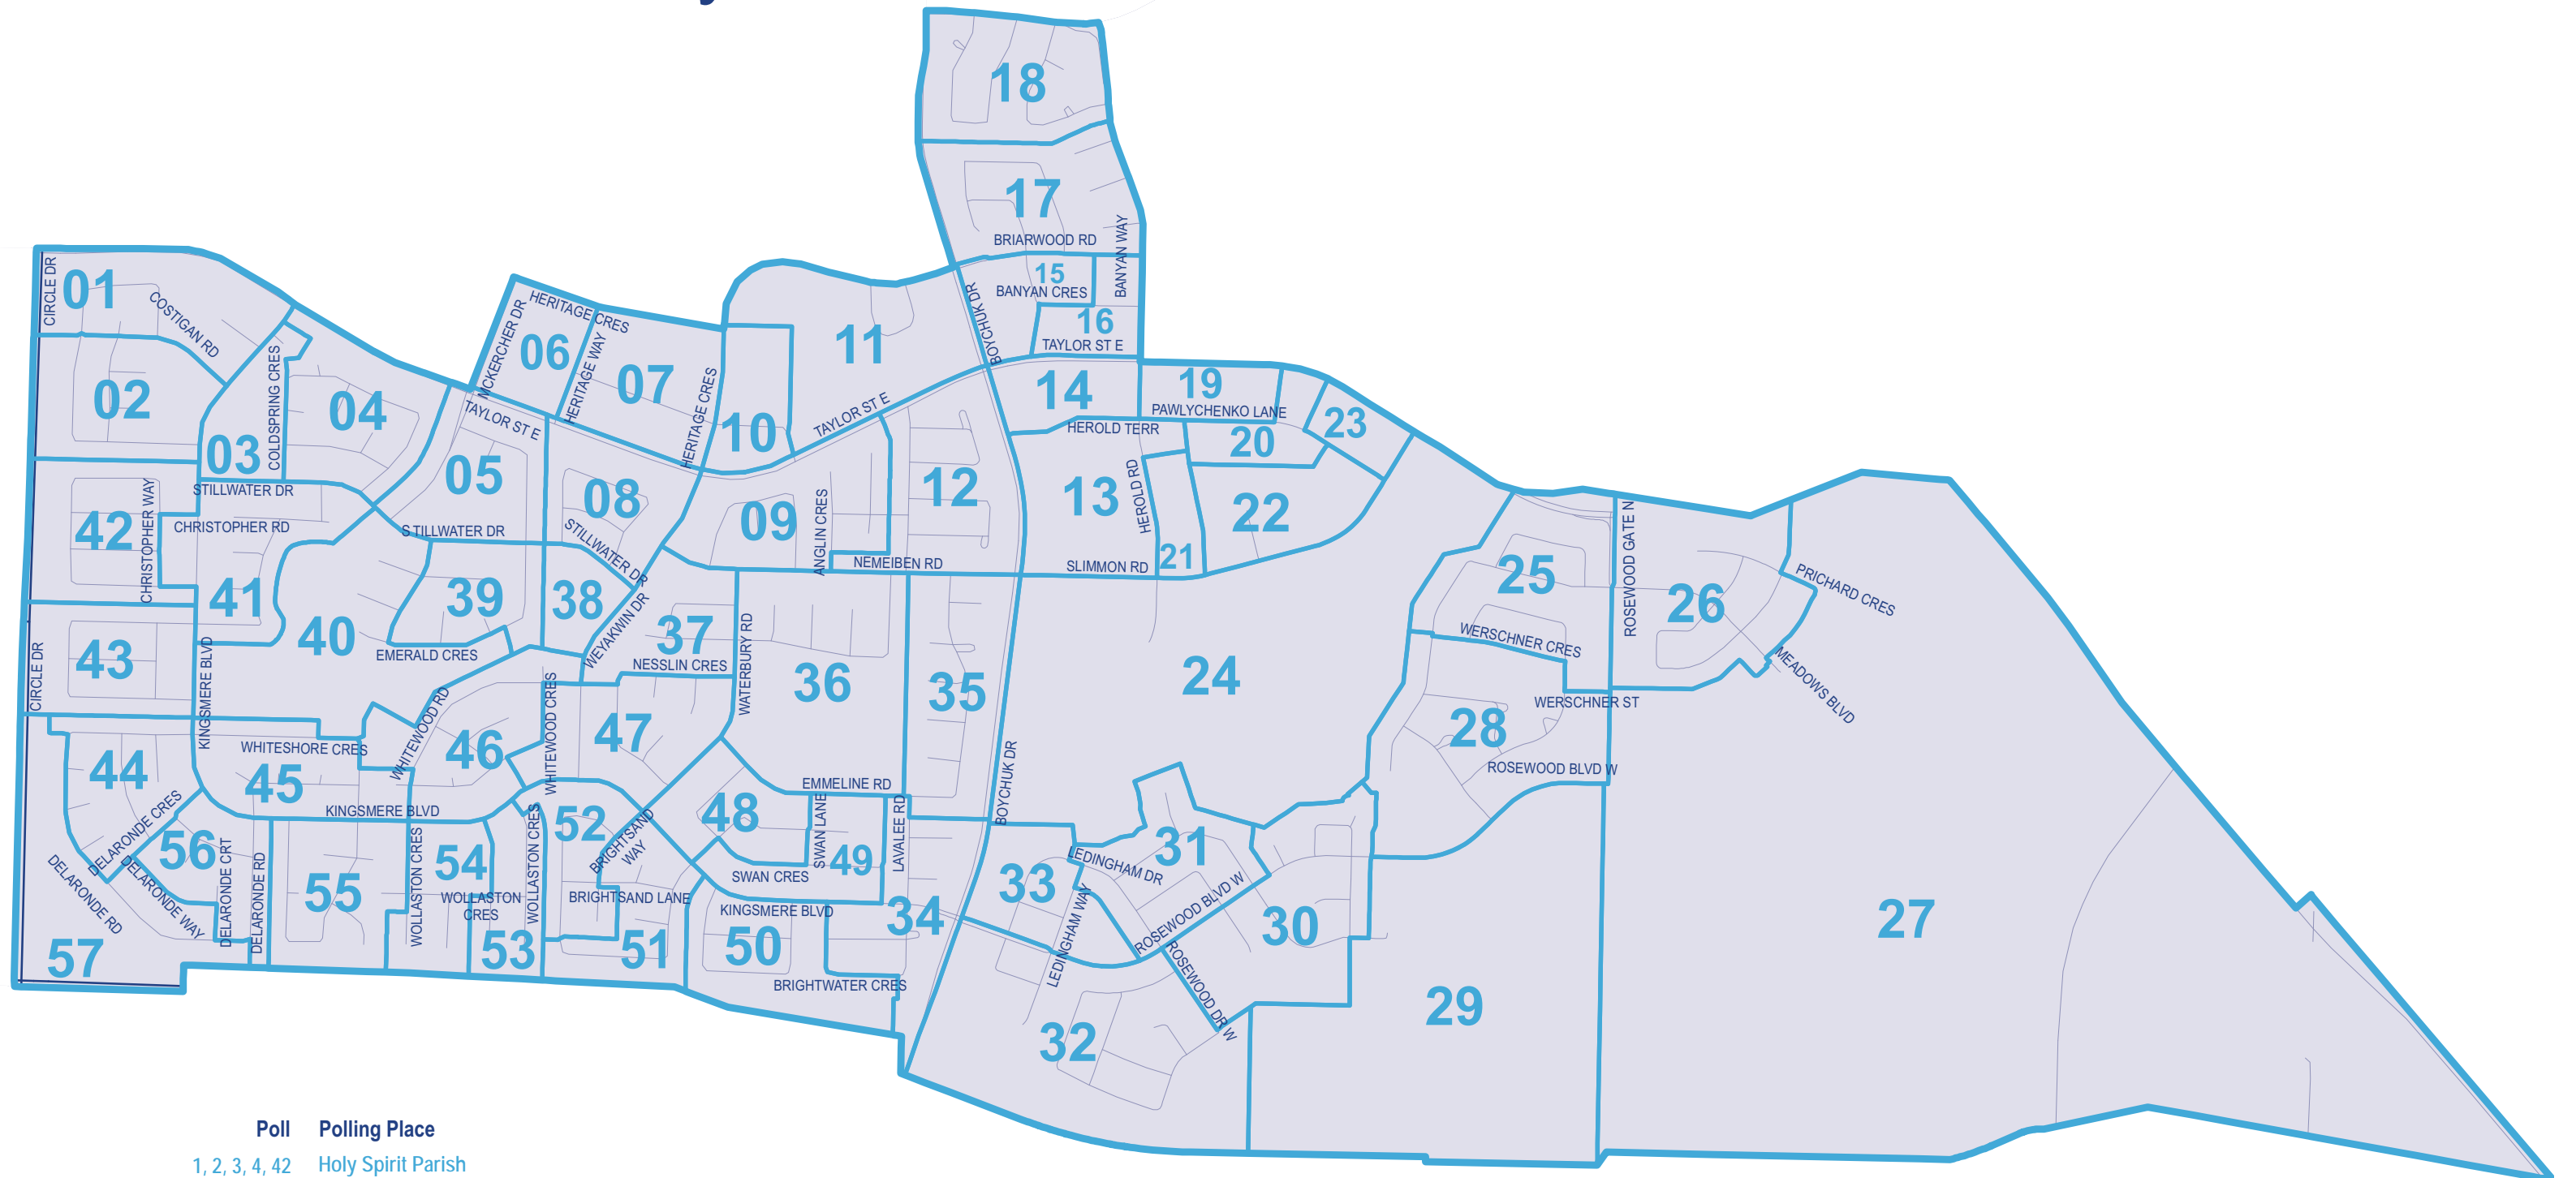 18
17
BRIARWOOD RD
BANYAN WAY
15
BANYAN CRES
16
TAYLOR ST E
BOYCHUK DR
CIRCLE DR
01
COSTIGAN RD
02
03
COLDSPRING CRES
04
MCKERCHER DR
HERITAGE CRES
06
HERITAGE WAY
07
HERITAGE CRES
TAYLOR ST E
10
11
TAYLOR ST E
14
19
PAWLYCHENKO LANE
HEROLD TERR
20
23
05
08
09
ANGLIN CRES
12
13
HEROLD RD
22
21
STILLWATER DR
CHRISTOPHER WAY
42
CHRISTOPHER RD
S TILLWATER DR
STILLWATER DR
NEMEIBEN RD
SLIMMON RD
25
ROSEWOOD GATE N
26
PRICHARD CRES
41
40
39
38
WEYAKWIN DR
37
WATERBURY RD
EMERALD CRES
NESSLIN CRES
WERSCHNER CRES
MEADOWS BLVD
43
CIRCLE DR
KINGSMERE BLVD
36
35
24
WERSCHNER ST
WHITEWOOD RD
46
WHITEWOOD CRES
47
28
WHITESHORE CRES
ROSEWOOD BLVD W
44
45
EMMELINE RD
BOYCHUK DR
KINGSMERE BLVD
DELARONDE CRES
48
SWAN LANE
LAVALEE RD
52
BRIGHTSAND
WAY
56
54
WOLLASTON CRES
WOLLASTON CRES
49
31
LEDINGHAM DR
DELARONDE RD
DELARONDE WAY
DELARONDE CRT
DELARONDE RD
55
WOLLASTON
CRES
BRIGHTSAND LANE
SWAN CRES
33
LEDINGHAM WAY
ROSEWOOD BLVD W
KINGSMERE BLVD
34
30
27
57
53
51
50
BRIGHTWATER CRES
ROSEWOOD DR W
29
32
Poll Polling Place
1, 2, 3, 4, 42 Holy Spirit Parish